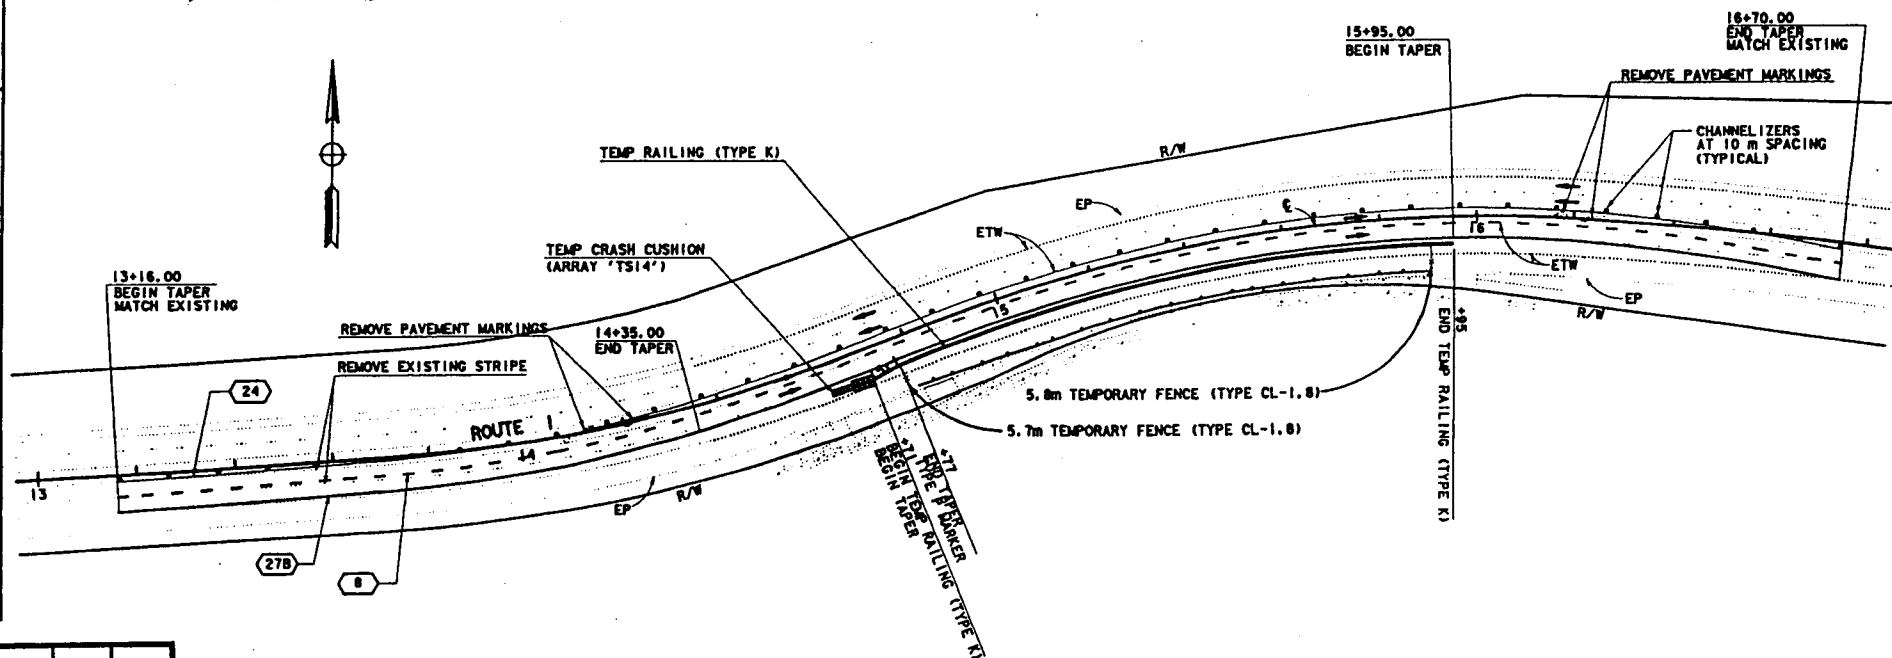 16+70.00
END TAPER
MATCH EXISTING
15+95.00
BEGIN TAPER
REMOVE PAVEMENT MARKINGS
CHANNELIZERS
AT 10 m SPACING
(TYPICAL)
TEMP RAILING (TYPE K)
R/W
EP
ETW
TEMP CRASH CUSHION
(ARRAY 'TS14')
16
ETW
EP
R/W
13+16.00
BEGIN TAPER
MATCH EXISTING
REMOVE PAVEMENT MARKINGS
14+35.00
END TAPER
15
REMOVE EXISTING STRIPE
24
ROUTE 1
14
13
EP
R/W
27B
8
5.8m TEMPORARY FENCE (TYPE CL-1.8)
5.7m TEMPORARY FENCE (TYPE CL-1.8)
+77
END TAPER
TYPE P MARKER
+71
BEGIN TEMP RAILING (TYPE K)
BEGIN TAPER
+95
END TEMP RAILING (TYPE K)